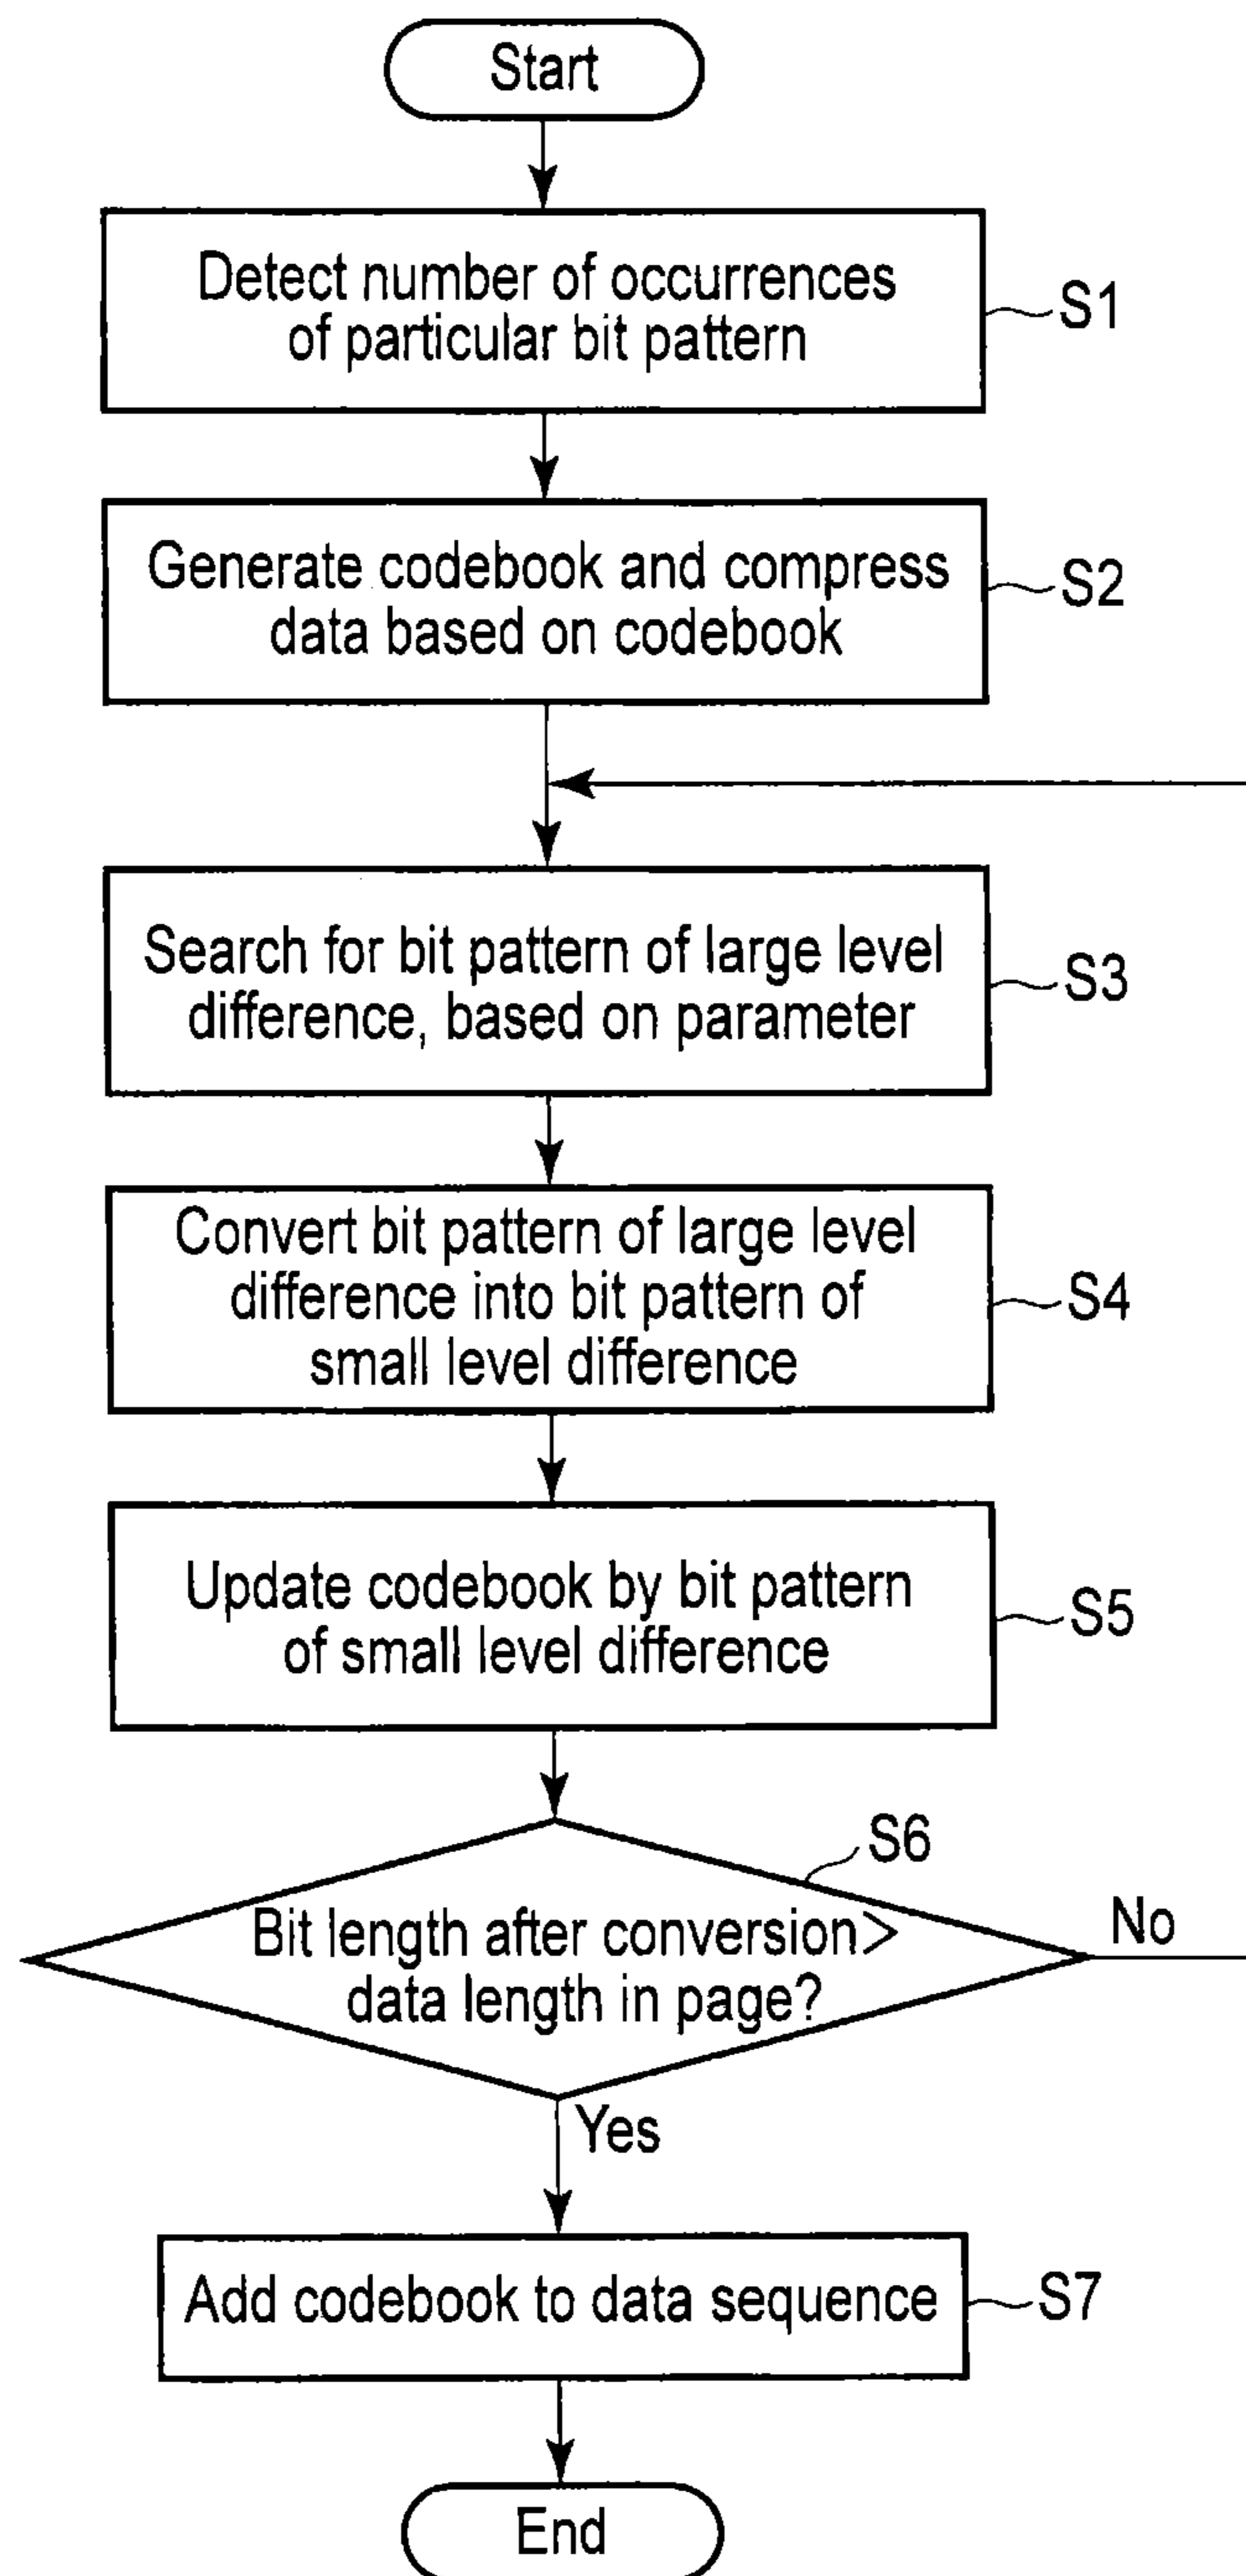 Start
Detect number of occurrences
of particular bit pattern
S1
Generate codebook and compress
data based on codebook
S2
Search for bit pattern of large level
difference, based on parameter
S3
Convert bit pattern of large level
difference into bit pattern of
small level difference
S4
Update codebook by bit pattern
of small level difference
S5
S6
Bit length after conversion>
data length in page?
No
Yes
Add codebook to data sequence
S7
End